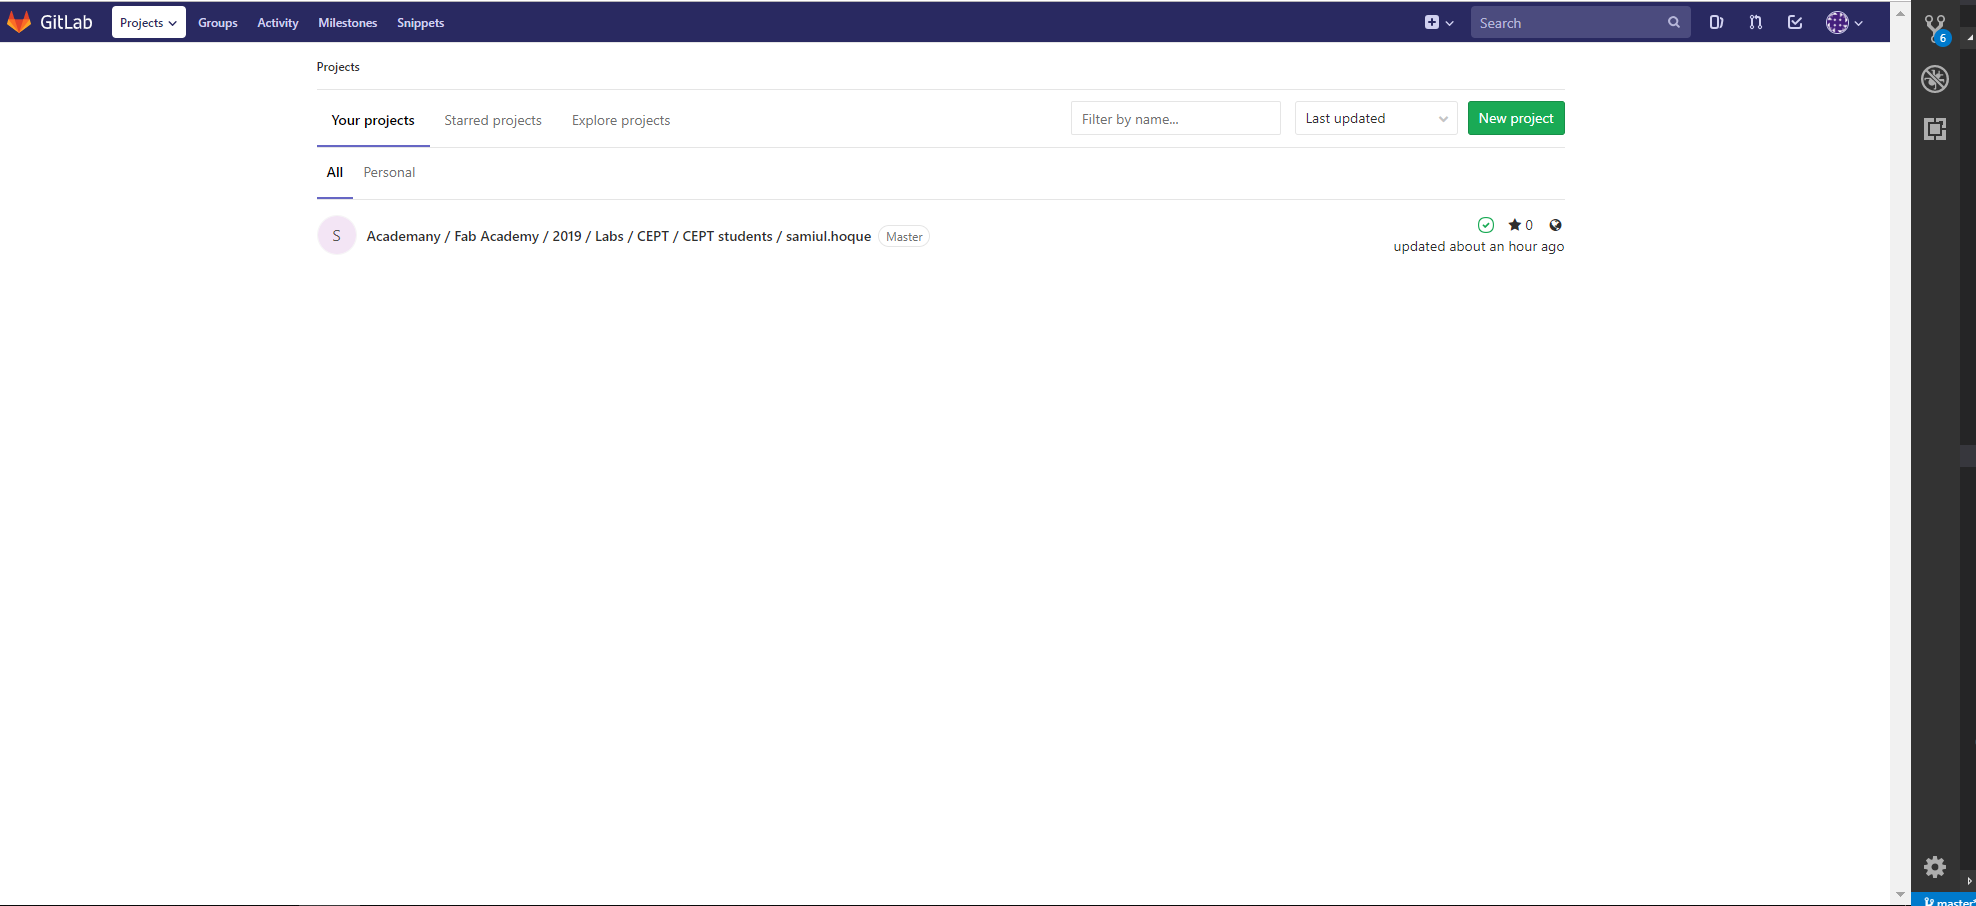 GitLab Projects Groups Activity Milestones Snippets Search
6
Projects
Your projects Starred projects Explore projects Filter by name... Last updated New project
All Personal
S Academany / Fab Academy / 2019 / Labs / CEPT / CEPT students / samiul.hoque Master 0
updated about an hour ago
master*